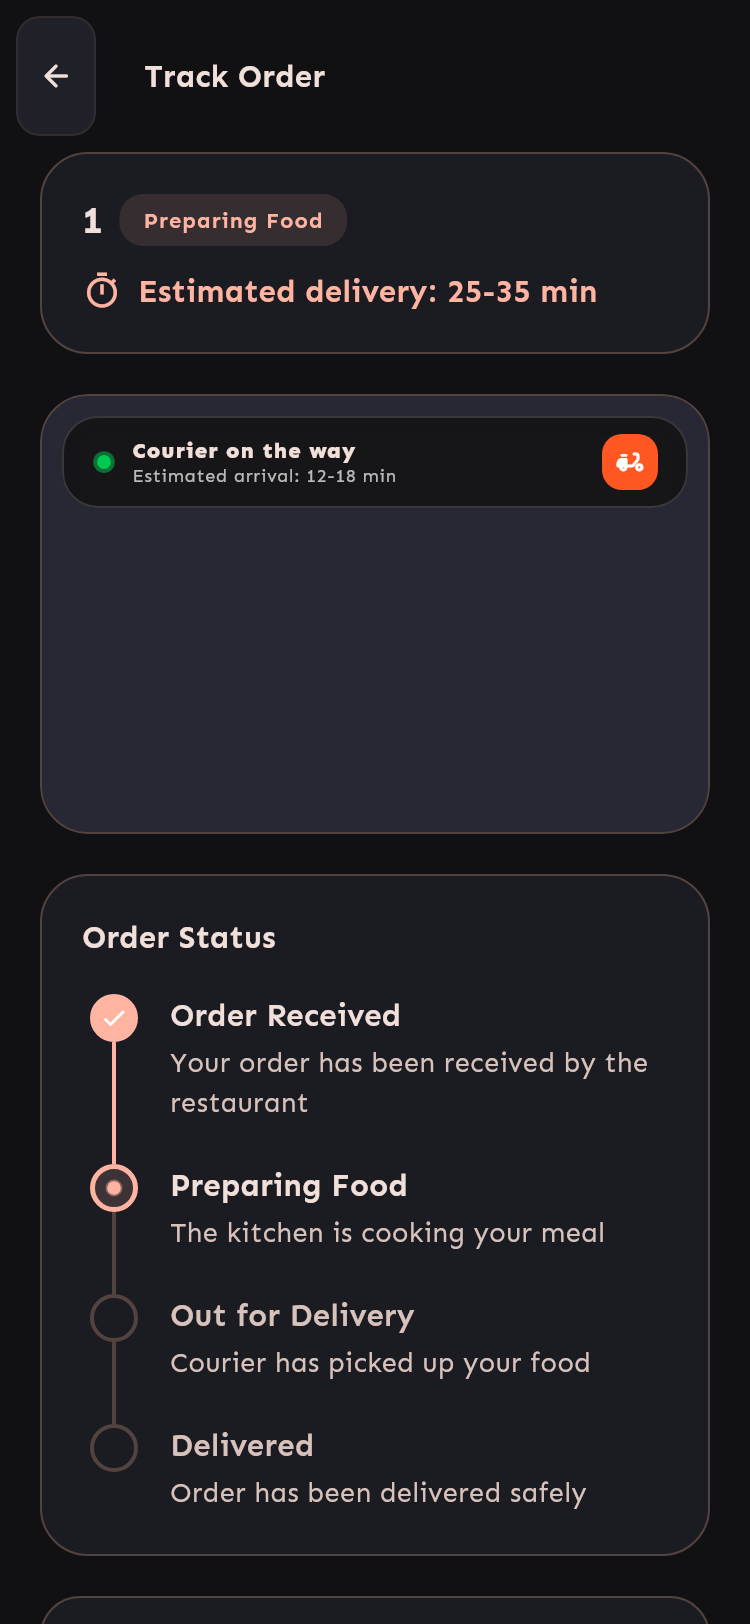 Track Order
1 Preparing Food
Estimated delivery: 25-35 min
Courier on the way
Estimated arrival: 12-18 min
Order Status
Order Received
Your order has been received by the
restaurant
Preparing Food
The kitchen is cooking your meal
Out for Delivery
Courier has picked up your food
Delivered
Order has been delivered safely